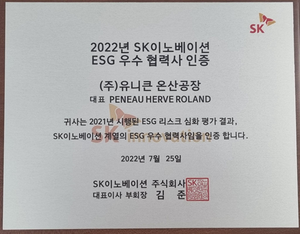 SK
2022년 SK이노베이션
ESG 우수 협력사 인증
(주)유니큰 온산공장
대표 PENEAU HERVE ROLAND
귀사는 2021년 시행된 ESG 리스크 심화 평가 결과,
SK이노베이션 계열의 ESG 우수 협력사임을 인증 합니다.
2022년 7월 25일
SK이노베이션 주식회사
대표이사 부회장 김 준